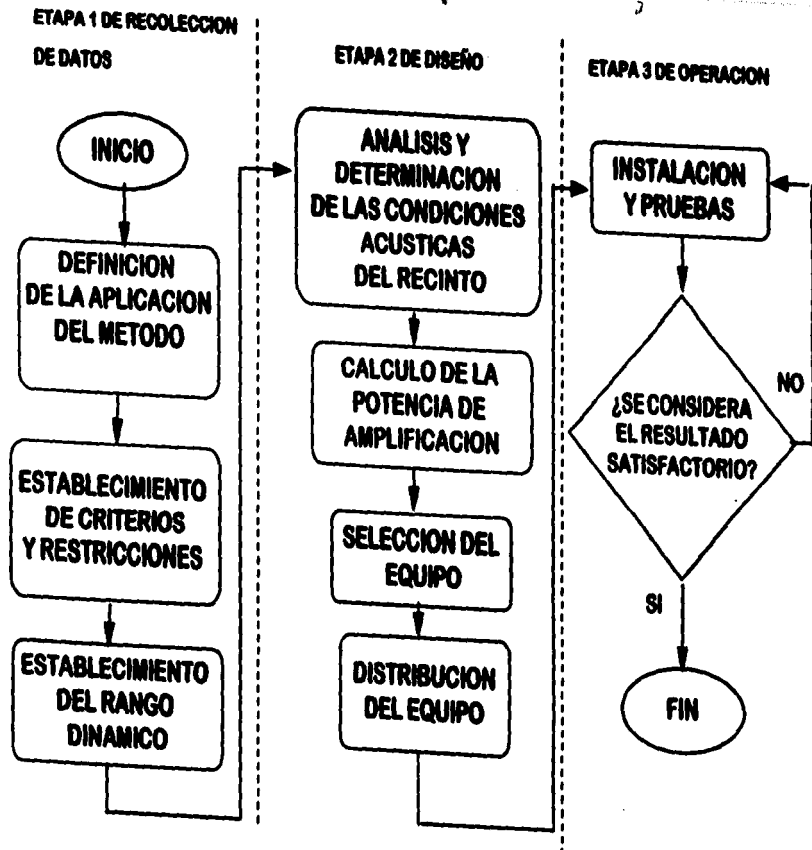 ETAPA 1 DE RECOLECCION
DE DATOS
INICIO
DEFINICION
DE LA APLICACION
DEL METODO
ESTABLECIMIENTO
DE CRITERIOS
Y RESTRICCIONES
ESTABLECIMIENTO
DEL RANGO
DINAMICO
ETAPA 2 DE DISEÑO
ANALISIS Y
DETERMINACION
DE LAS CONDICIONES
ACUSTICAS
DEL RECINTO
CALCULO DE LA
POTENCIA DE
AMPLIFICACION
SELECCION DEL
EQUIPO
DISTRIBUCION
DEL EQUIPO
ETAPA 3 DE OPERACION
INSTALACION
Y PRUEBAS
¿SE CONSIDERA
EL RESULTADO
SATISFACTORIO?
NO
SI
FIN